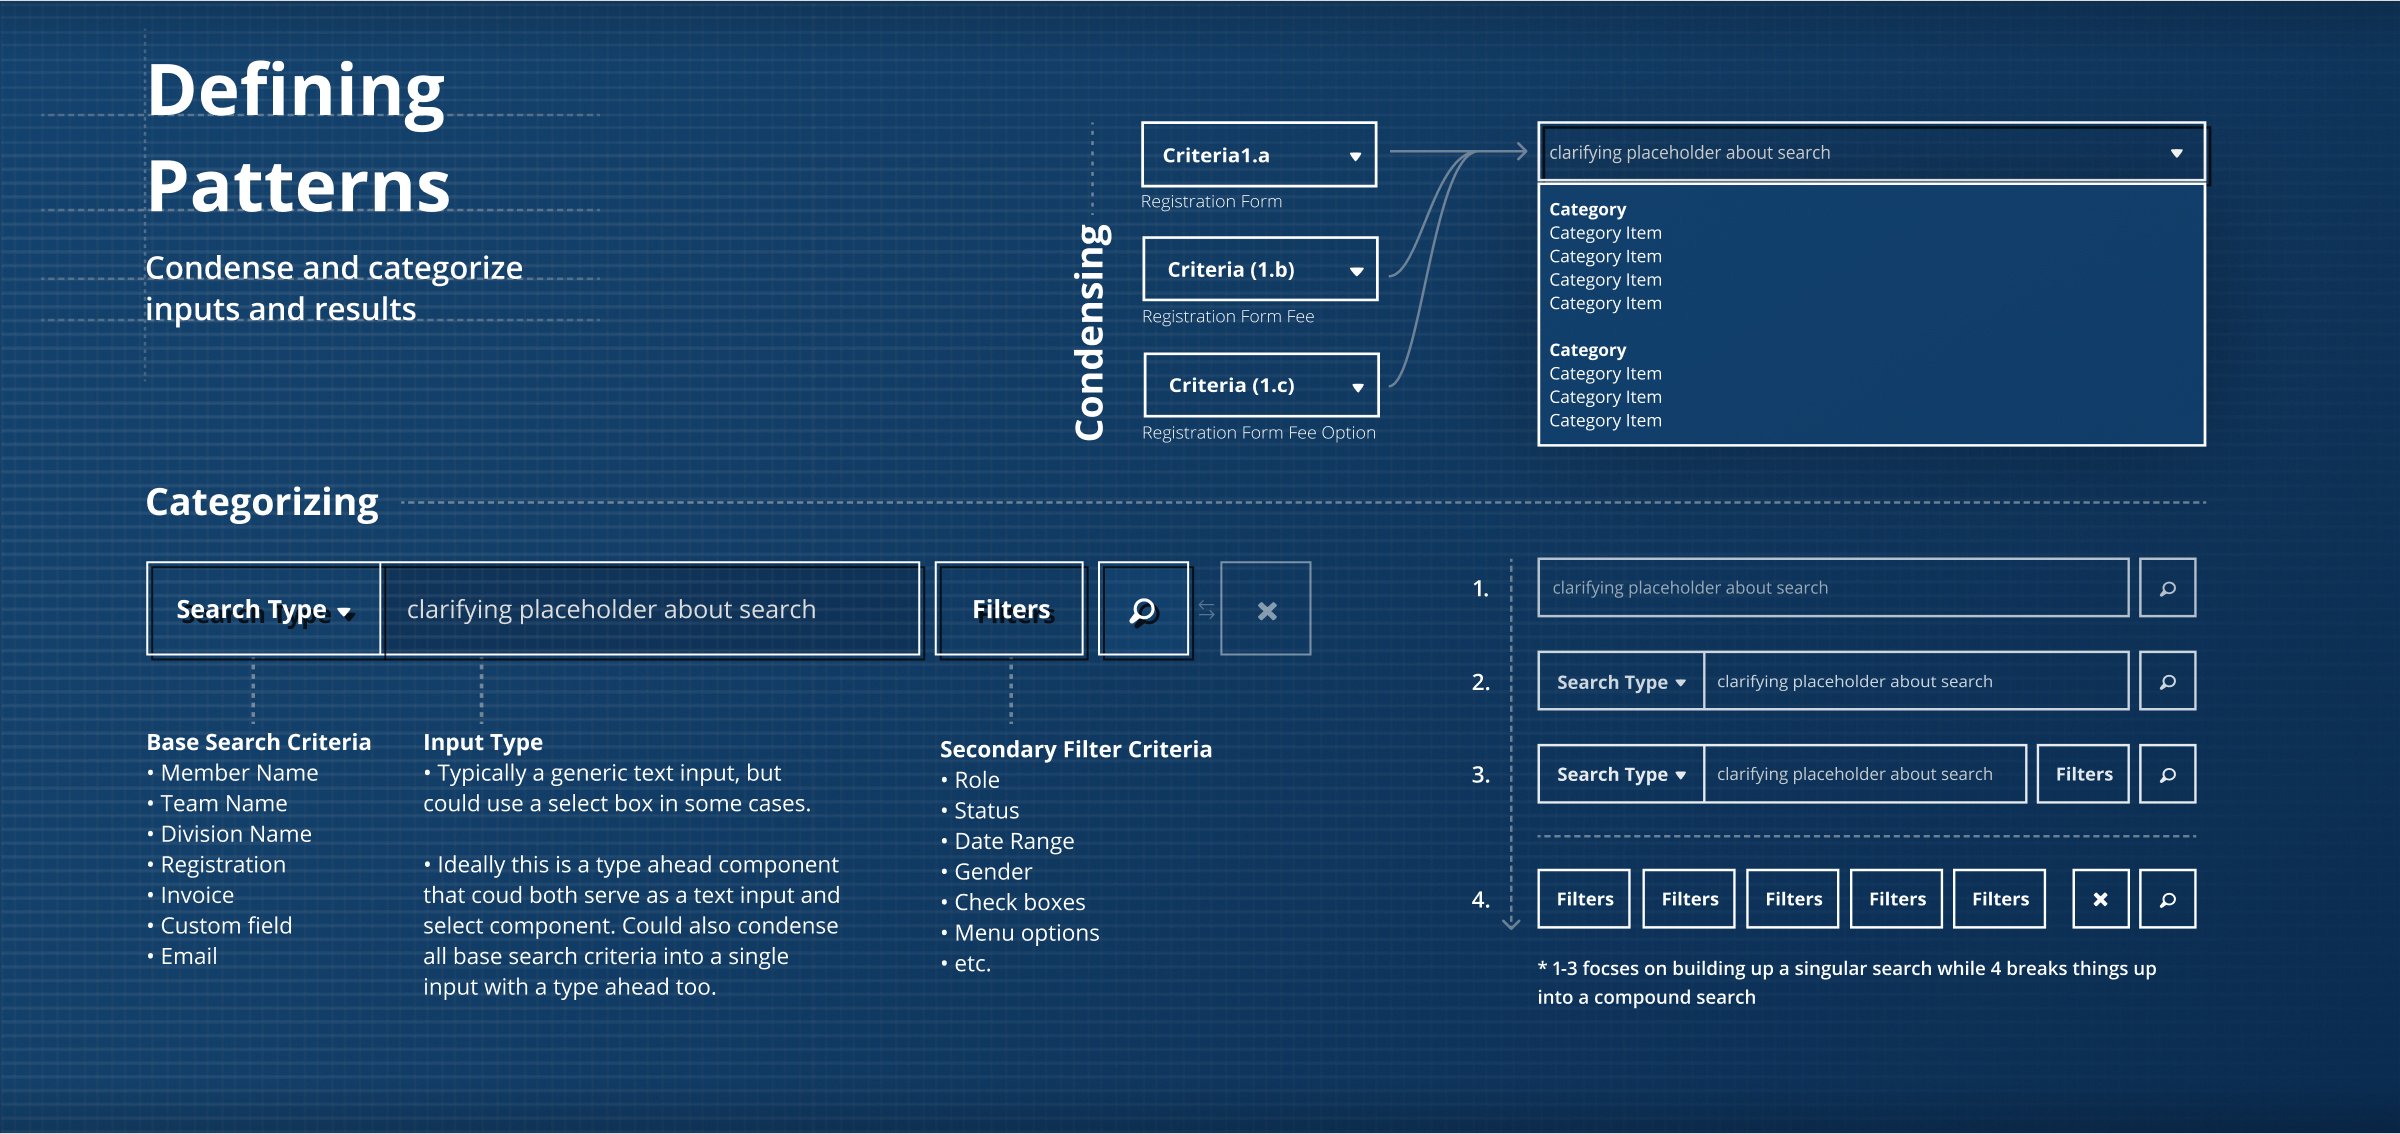 Defining
Patterns
Condense and categorize
inputs and results
Condensing
Criteria1.a
Registration Form
Criteria (1.b)
Registration Form Fee
Criteria (1.c)
Registration Form Fee Option
clarifying placeholder about search
Category
Category Item
Category Item
Category Item
Category Item
Category
Category Item
Category Item
Category Item
Categorizing
Search Type
clarifying placeholder about search
Filters
Base Search Criteria
• Member Name
• Team Name
• Division Name
• Registration
• Invoice
• Custom field
• Email
Input Type
• Typically a generic text input, but
could use a select box in some cases.
• Ideally this is a type ahead component
that coud both serve as a text input and
select component. Could also condense
all base search criteria into a single
input with a type ahead too.
Secondary Filter Criteria
• Role
• Status
• Date Range
• Gender
• Check boxes
• Menu options
• etc.
1.
clarifying placeholder about search
2.
Search Type
clarifying placeholder about search
3.
Search Type
clarifying placeholder about search
Filters
4.
Filters
Filters
Filters
Filters
Filters
* 1-3 focses on building up a singular search while 4 breaks things up
into a compound search